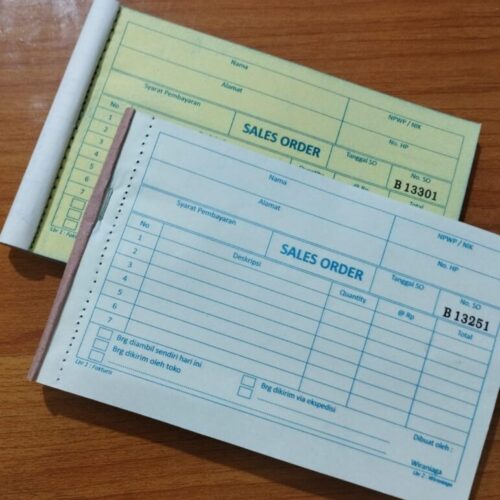 Nama
Alamat
NPWP / NIK
Syarat Pembayaran
No. HP
SALES ORDER
Tanggal SO
No. SO
B 13301
No
Quantity
@ Rp
Total
1
2
3
4
5
6
7
Nama
Alamat
NPWP / NIK
Syarat Pembayaran
No. HP
SALES ORDER
Tanggal SO
No. SO
B 13251
No
Deskripsi
Quantity
@ Rp
Total
1
2
3
4
5
6
7
Brg diambil sendiri hari ini
Brg dikirim oleh toko
Brg dikirim via ekspedisi
Dibuat oleh :
Wiraniaga